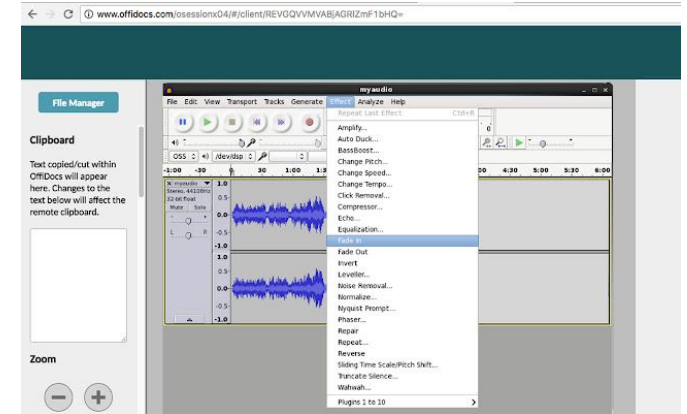 www.offidocs.com/osessionx04/#/client/REVGQVVMVABjAGRIZmF1bHQ=
File Manager
Clipboard
Text copied/cut within
OffiDocs will appear
here. Changes to the
text below will affect the
remote clipboard.
Zoom
myaudio
File Edit View Transport Tracks Generate Effect Analyze Help
OSS /dev/dsp
-1:00 -30 30 1:00 4:30 5:00 5:30 6:00
myaudio
Stereo, 44100Hz
32-bit float
Mute Solo
- +
L R
1.0
0.5
0.0
-0.5
-1.0
1.0
0.5
0.0
-0.5
-1.0
Repeat Last Effect Ctrl+R
Amplify...
Auto Duck...
BassBoost...
Change Pitch...
Change Speed...
Change Tempo...
Click Removal...
Compressor...
Echo...
Equalization...
Fade In
Fade Out
Invert
Leveller...
Noise Removal...
Normalize...
Nyquist Prompt...
Phaser...
Repair
Repeat...
Reverse
Sliding Time Scale/Pitch Shift...
Truncate Silence...
Wahwah...
Plugins 1 to 10